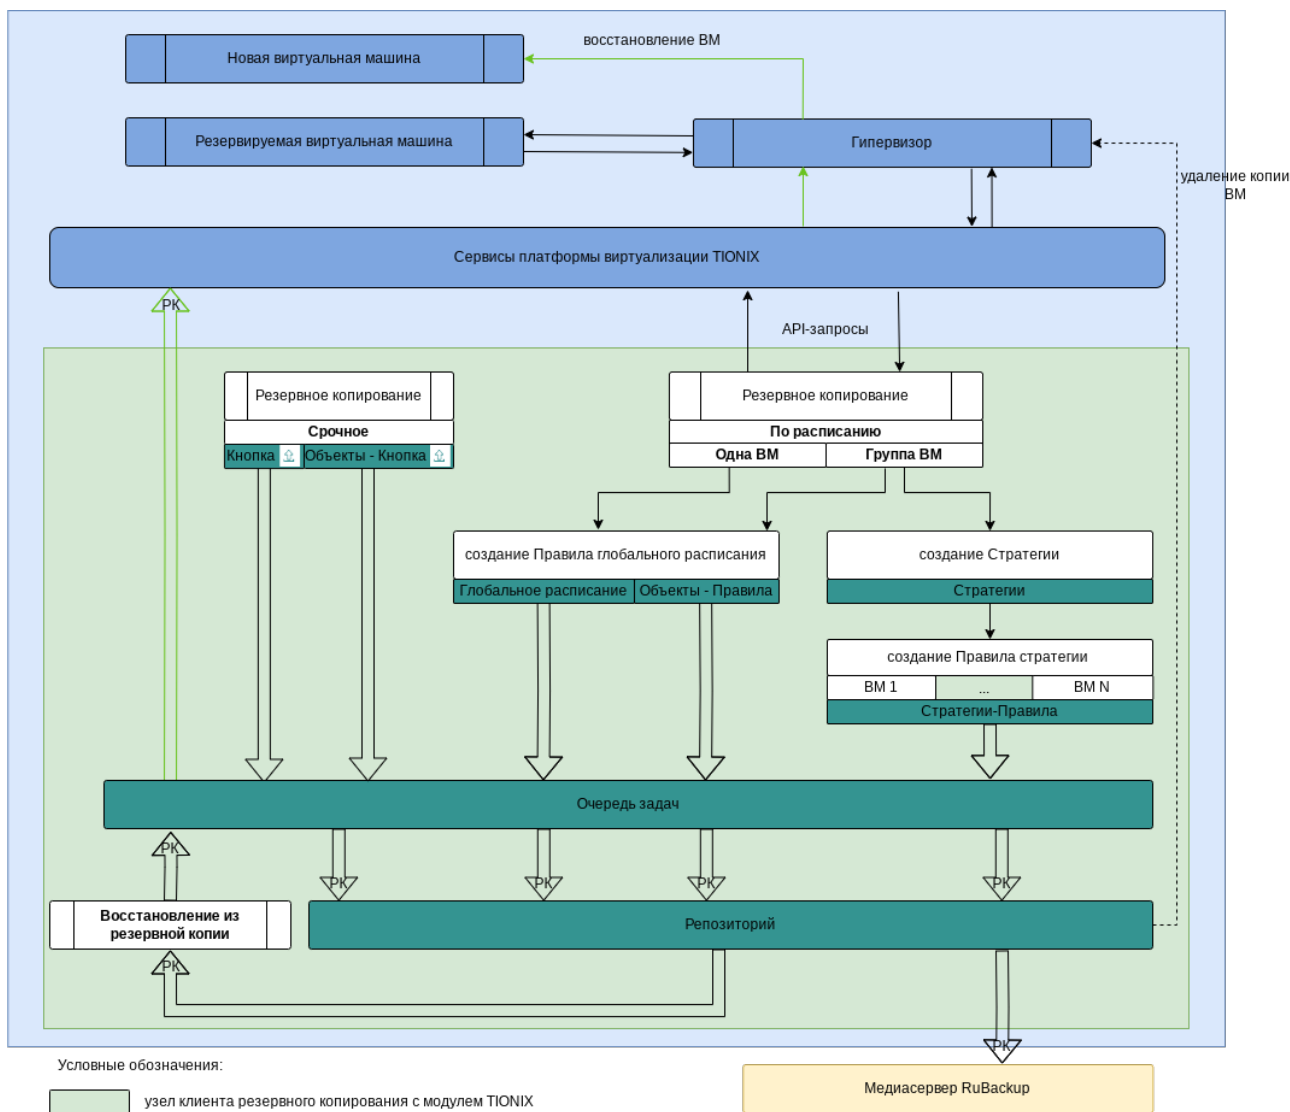 восстановление ВМ
Новая виртуальная машина
Резервируемая виртуальная машина
Гипервизор
удаление копии
ВМ
Сервисы платформы виртуализации TIONIX
РК
API-запросы
Резервное копирование
Срочное
Кнопка
Объекты - Кнопка
Резервное копирование
По расписанию
Одна ВМ
Группа ВМ
создание Правила глобального расписания
Глобальное расписание
Объекты - Правила
создание Стратегии
Стратегии
создание Правила стратегии
ВМ 1
...
ВМ N
Стратегии-Правила
Очередь задач
РК
РК
РК
РК
РК
Восстановление из
резервной копии
Репозиторий
РК
РК
Условные обозначения:
Медиасервер RuBackup
узел клиента резервного копирования с модулем TIONIX